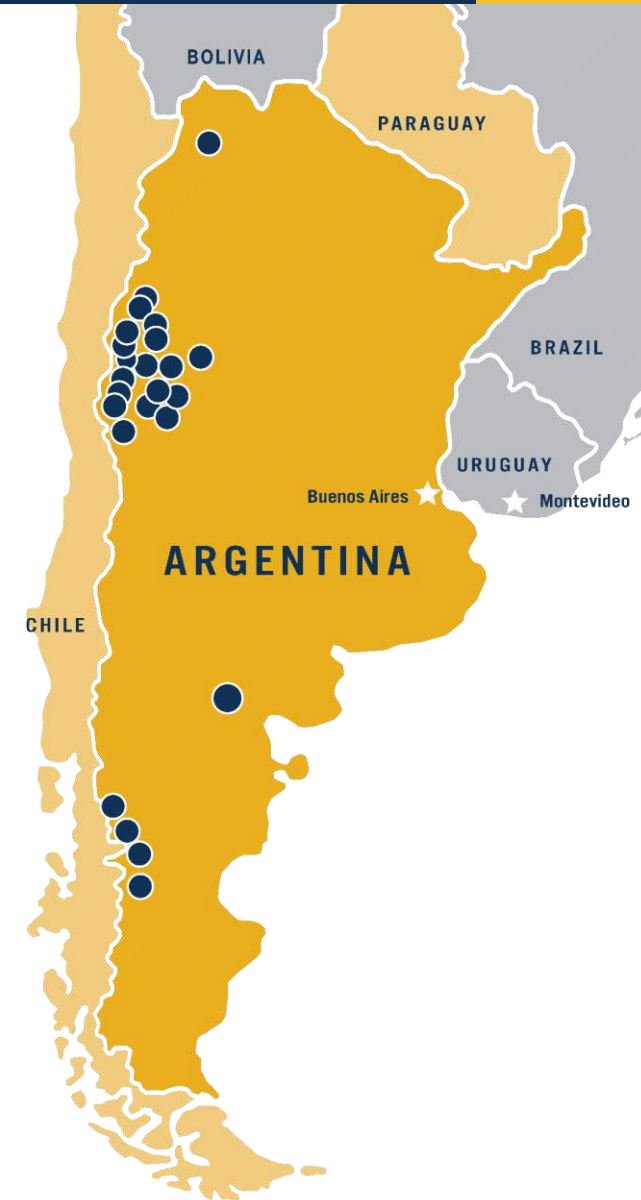 BOLIVIA
PARAGUAY
BRAZIL
URUGUAY
Buenos Aires
Montevideo
ARGENTINA
CHILE